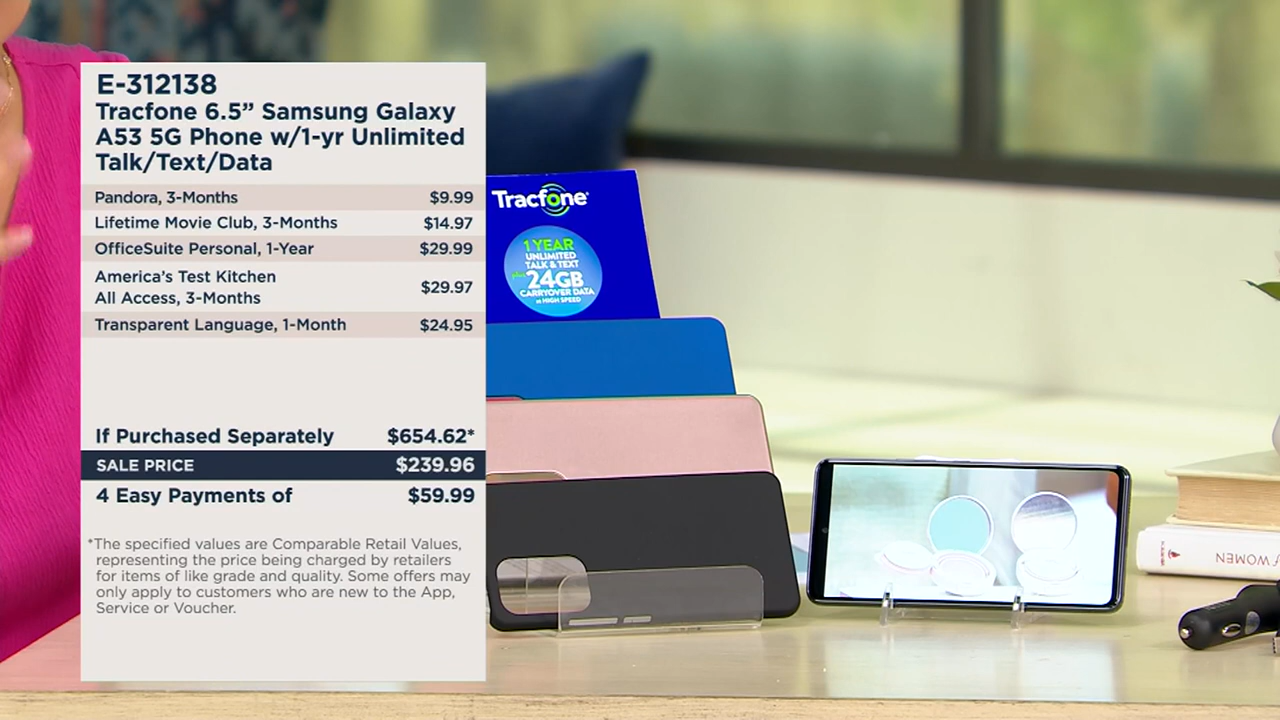 E-312138
Tracfone 6.5” Samsung Galaxy
A53 5G Phone w/1-yr Unlimited
Talk/Text/Data
Pandora, 3-Months $9.99
Lifetime Movie Club, 3-Months $14.97
OfficeSuite Personal, 1-Year $29.99
America’s Test Kitchen
All Access, 3-Months $29.97
Transparent Language, 1-Month $24.95
If Purchased Separately $654.62*
SALE PRICE $239.96
4 Easy Payments of $59.99
*The specified values are Comparable Retail Values,
representing the price being charged by retailers
for items of like grade and quality. Some offers may
only apply to customers who are new to the App,
Service or Voucher.
Tracfone
1 YEAR
UNLIMITED
TALK & TEXT
plus 24GB
CARRYOVER DATA
at HIGH SPEED
of WOMEN